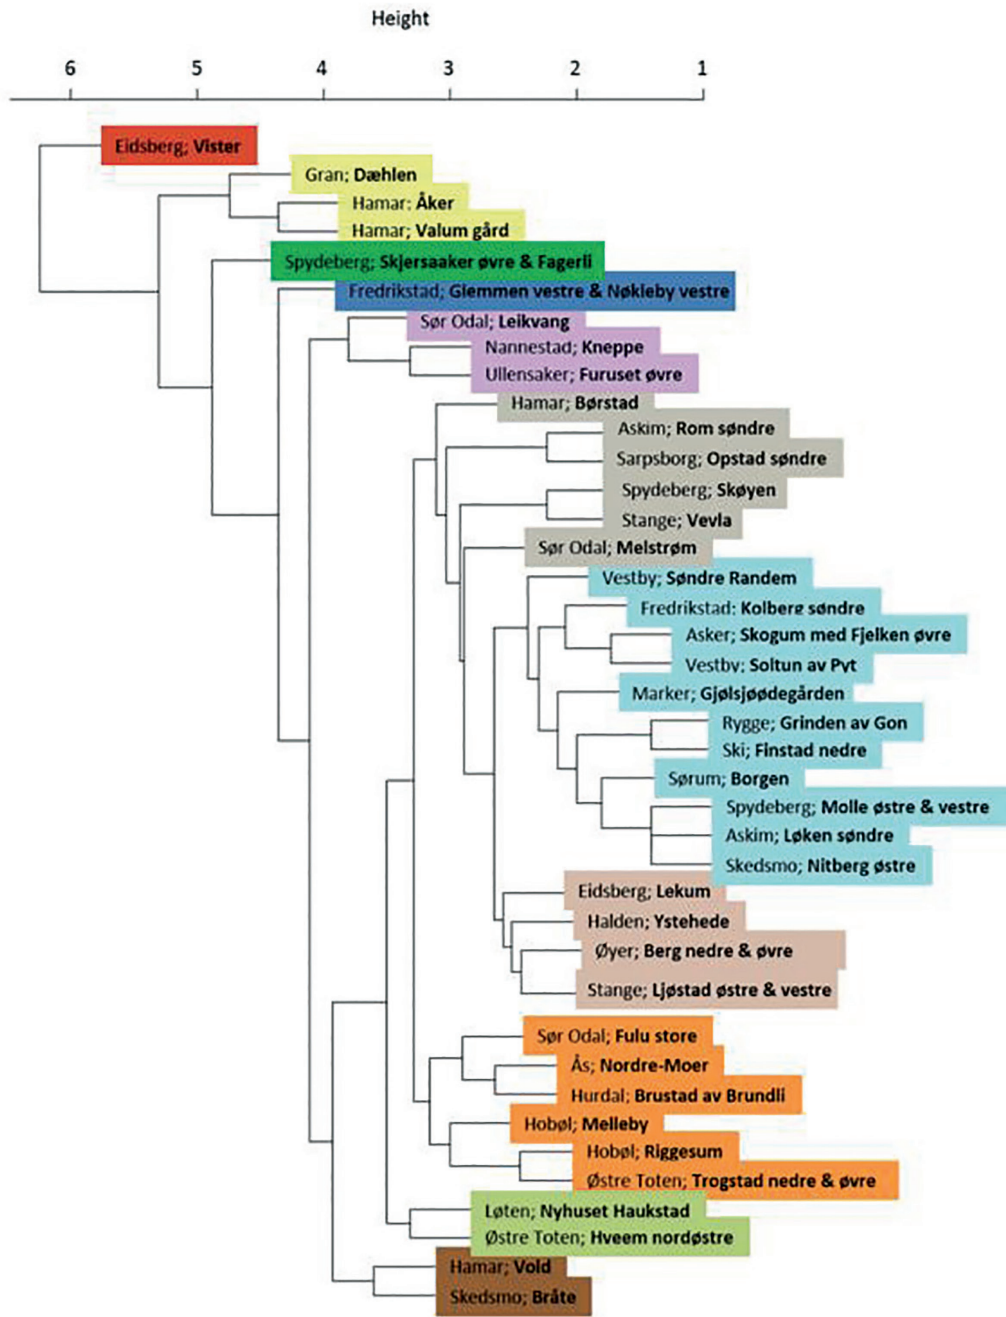 Height
6 5 4 3 2 1
Eidsberg; Vister
Gran; Dæhlen
Hamar; Åker
Hamar; Valum gård
Spydeberg; Skjersaaker øvre & Fagerli
Fredrikstad; Glemmen vestre & Nøkleby vestre
Sør Odal; Leikvang
Nannestad; Kneppe
Ullensaker; Furuset øvre
Hamar; Børstad
Askim; Rom søndre
Sarpsborg; Opstad søndre
Spydeberg; Skøyen
Stange; Vevla
Sør Odal; Melstrøm
Vestby; Søndre Randem
Fredrikstad; Kolberg søndre
Asker; Skogum med Fjelken øvre
Vestby; Soltun av Pyt
Marker; Gjølsjøødegården
Rygge; Grinden av Gon
Ski; Finstad nedre
Sørum; Borgen
Spydeberg; Molle østre & vestre
Askim; Løken søndre
Skedsmo; Nitberg østre
Eidsberg; Lekum
Halden; Ystehede
Øyer; Berg nedre & øvre
Stange; Ljøstad østre & vestre
Sør Odal; Fulu store
Ås; Nordre-Moer
Hurdal; Brustad av Brundli
Hobøl; Melleby
Hobøl; Riggesum
Østre Toten; Trogstad nedre & øvre
Løten; Nyhuset Haukstad
Østre Toten; Hveem nordøstre
Hamar; Vold
Skedsmo; Bråte